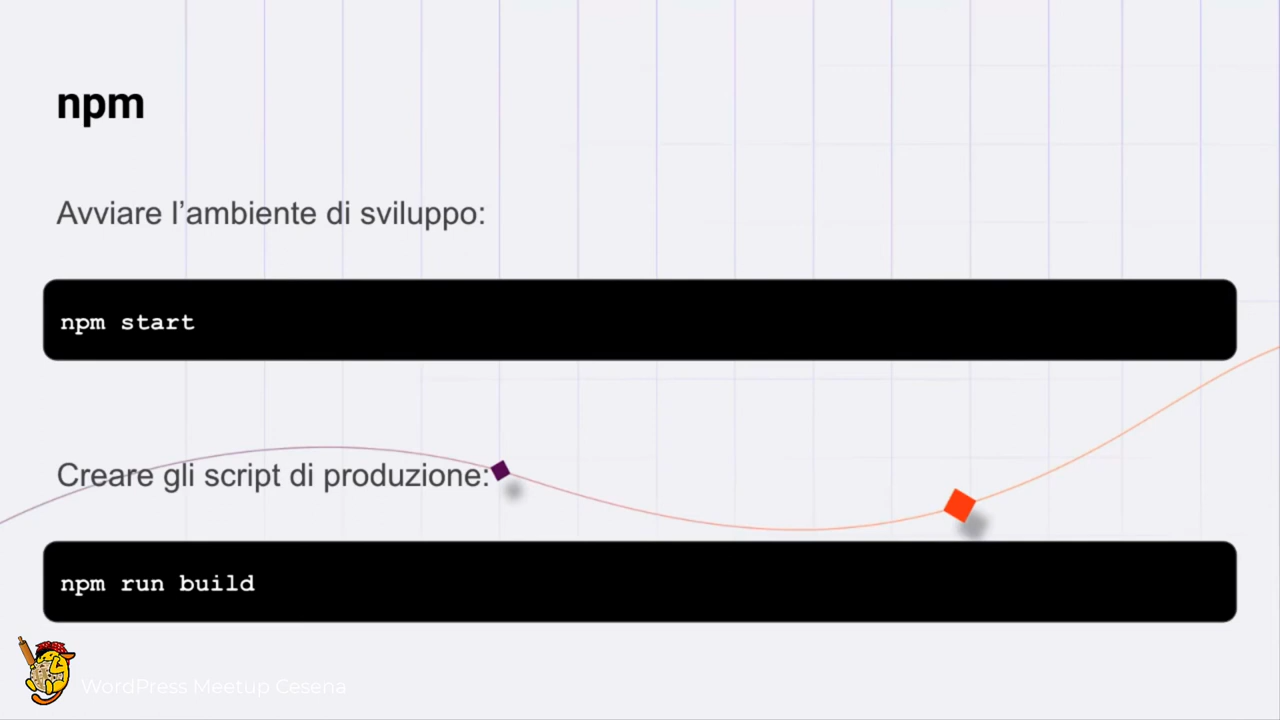 npm
Avviare l’ambiente di sviluppo:
npm start
Creare gli script di produzione:
npm run build
WordPress Meetup Cesena